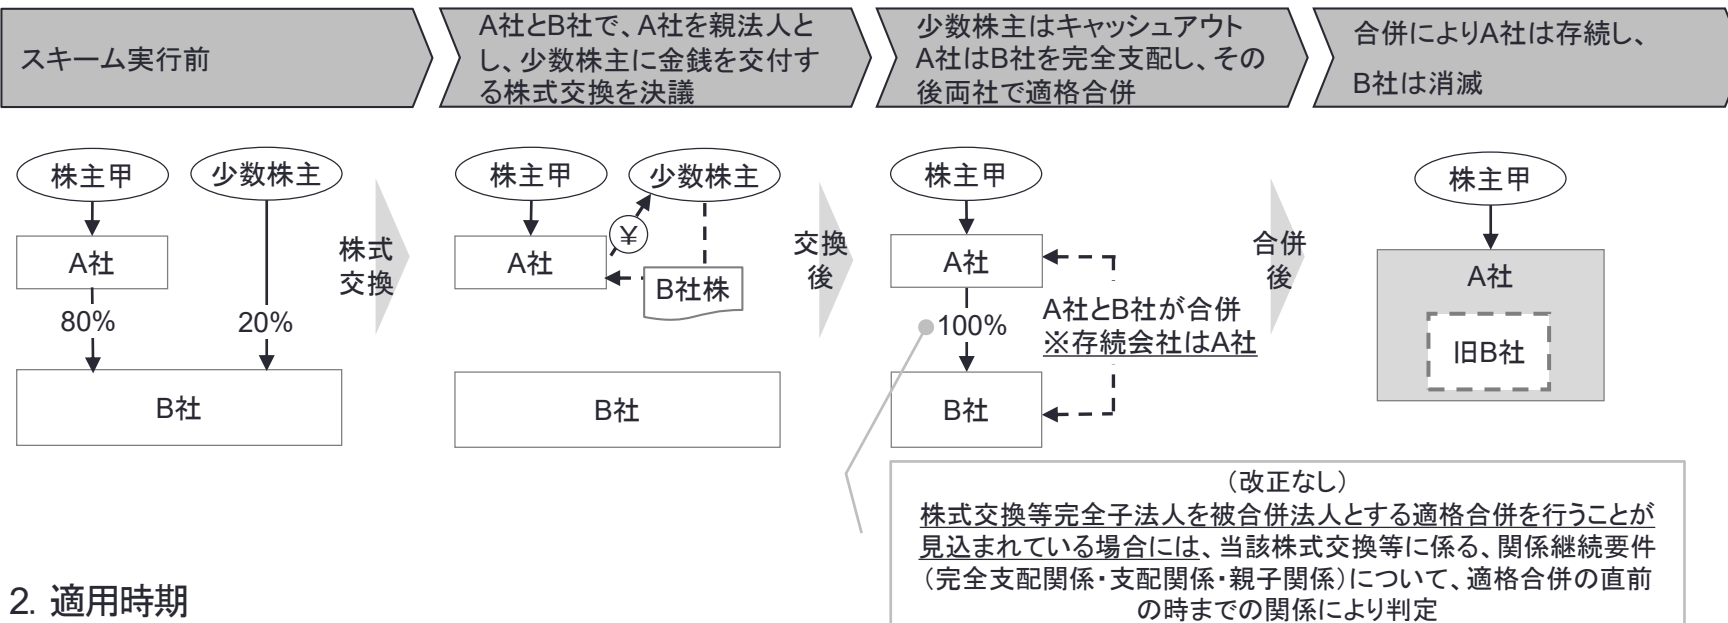 スキーム実行前
A社とB社で、A社を親法人と
し、少数株主に金銭を交付す
る株式交換を決議
少数株主はキャッシュアウト
A社はB社を完全支配し、その
後両社で適格合併
合併によりA社は存続し、
B社は消滅
株主甲
少数株主
A社
80%
20%
B社
株式
交換
株主甲
少数株主
¥
A社
B社株
B社
交換
後
株主甲
A社
100%
B社
A社とB社が合併
※存続会社はA社
合併
後
株主甲
A社
旧B社
(改正なし)
株式交換等完全子法人を被合併法人とする適格合併を行うことが
見込まれている場合には、当該株式交換等に係る、関係継続要件
(完全支配関係・支配関係・親子関係)について、適格合併の直前
の時までの関係により判定
2. 適用時期